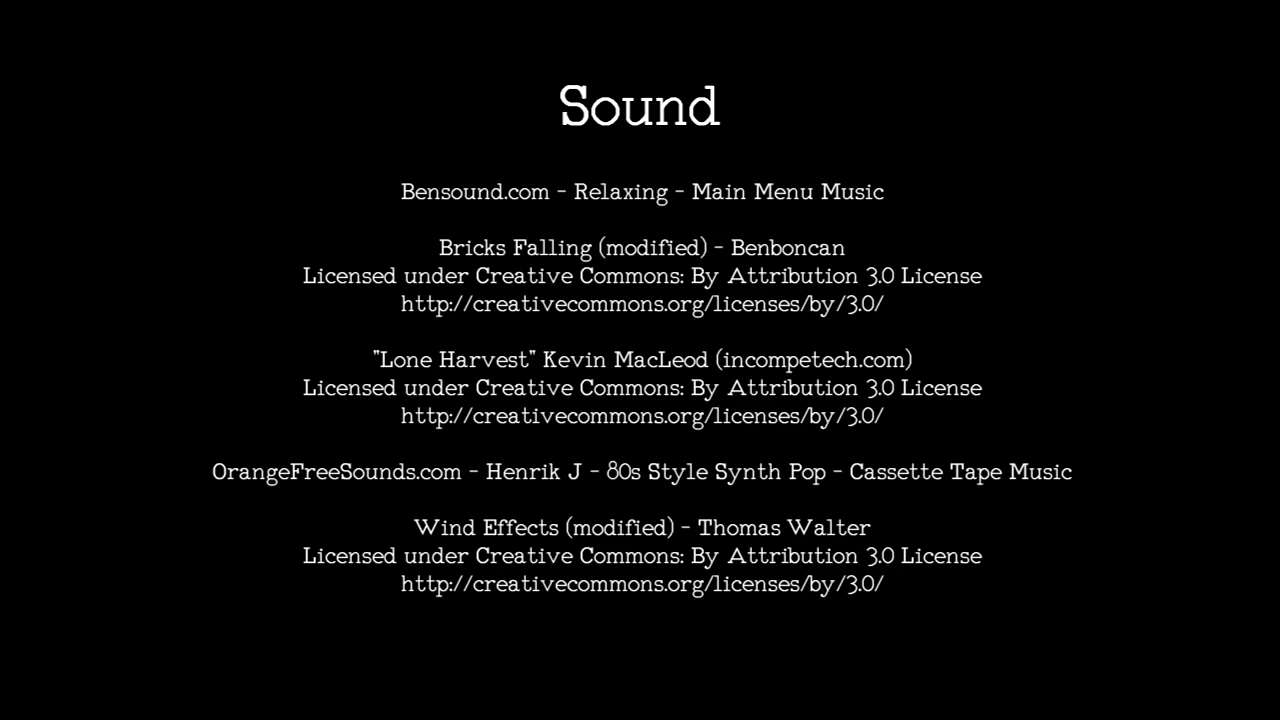 Sound
Bensound.com - Relaxing - Main Menu Music
Bricks Falling (modified) - Benboncan
Licensed under Creative Commons: By Attribution 3.0 License
http://creativecommons.org/licenses/by/3.0/
"Lone Harvest" Kevin MacLeod (incompetech.com)
Licensed under Creative Commons: By Attribution 3.0 License
http://creativecommons.org/licenses/by/3.0/
OrangeFreeSounds.com - Henrik J - 80s Style Synth Pop - Cassette Tape Music
Wind Effects (modified) - Thomas Walter
Licensed under Creative Commons: By Attribution 3.0 License
http://creativecommons.org/licenses/by/3.0/